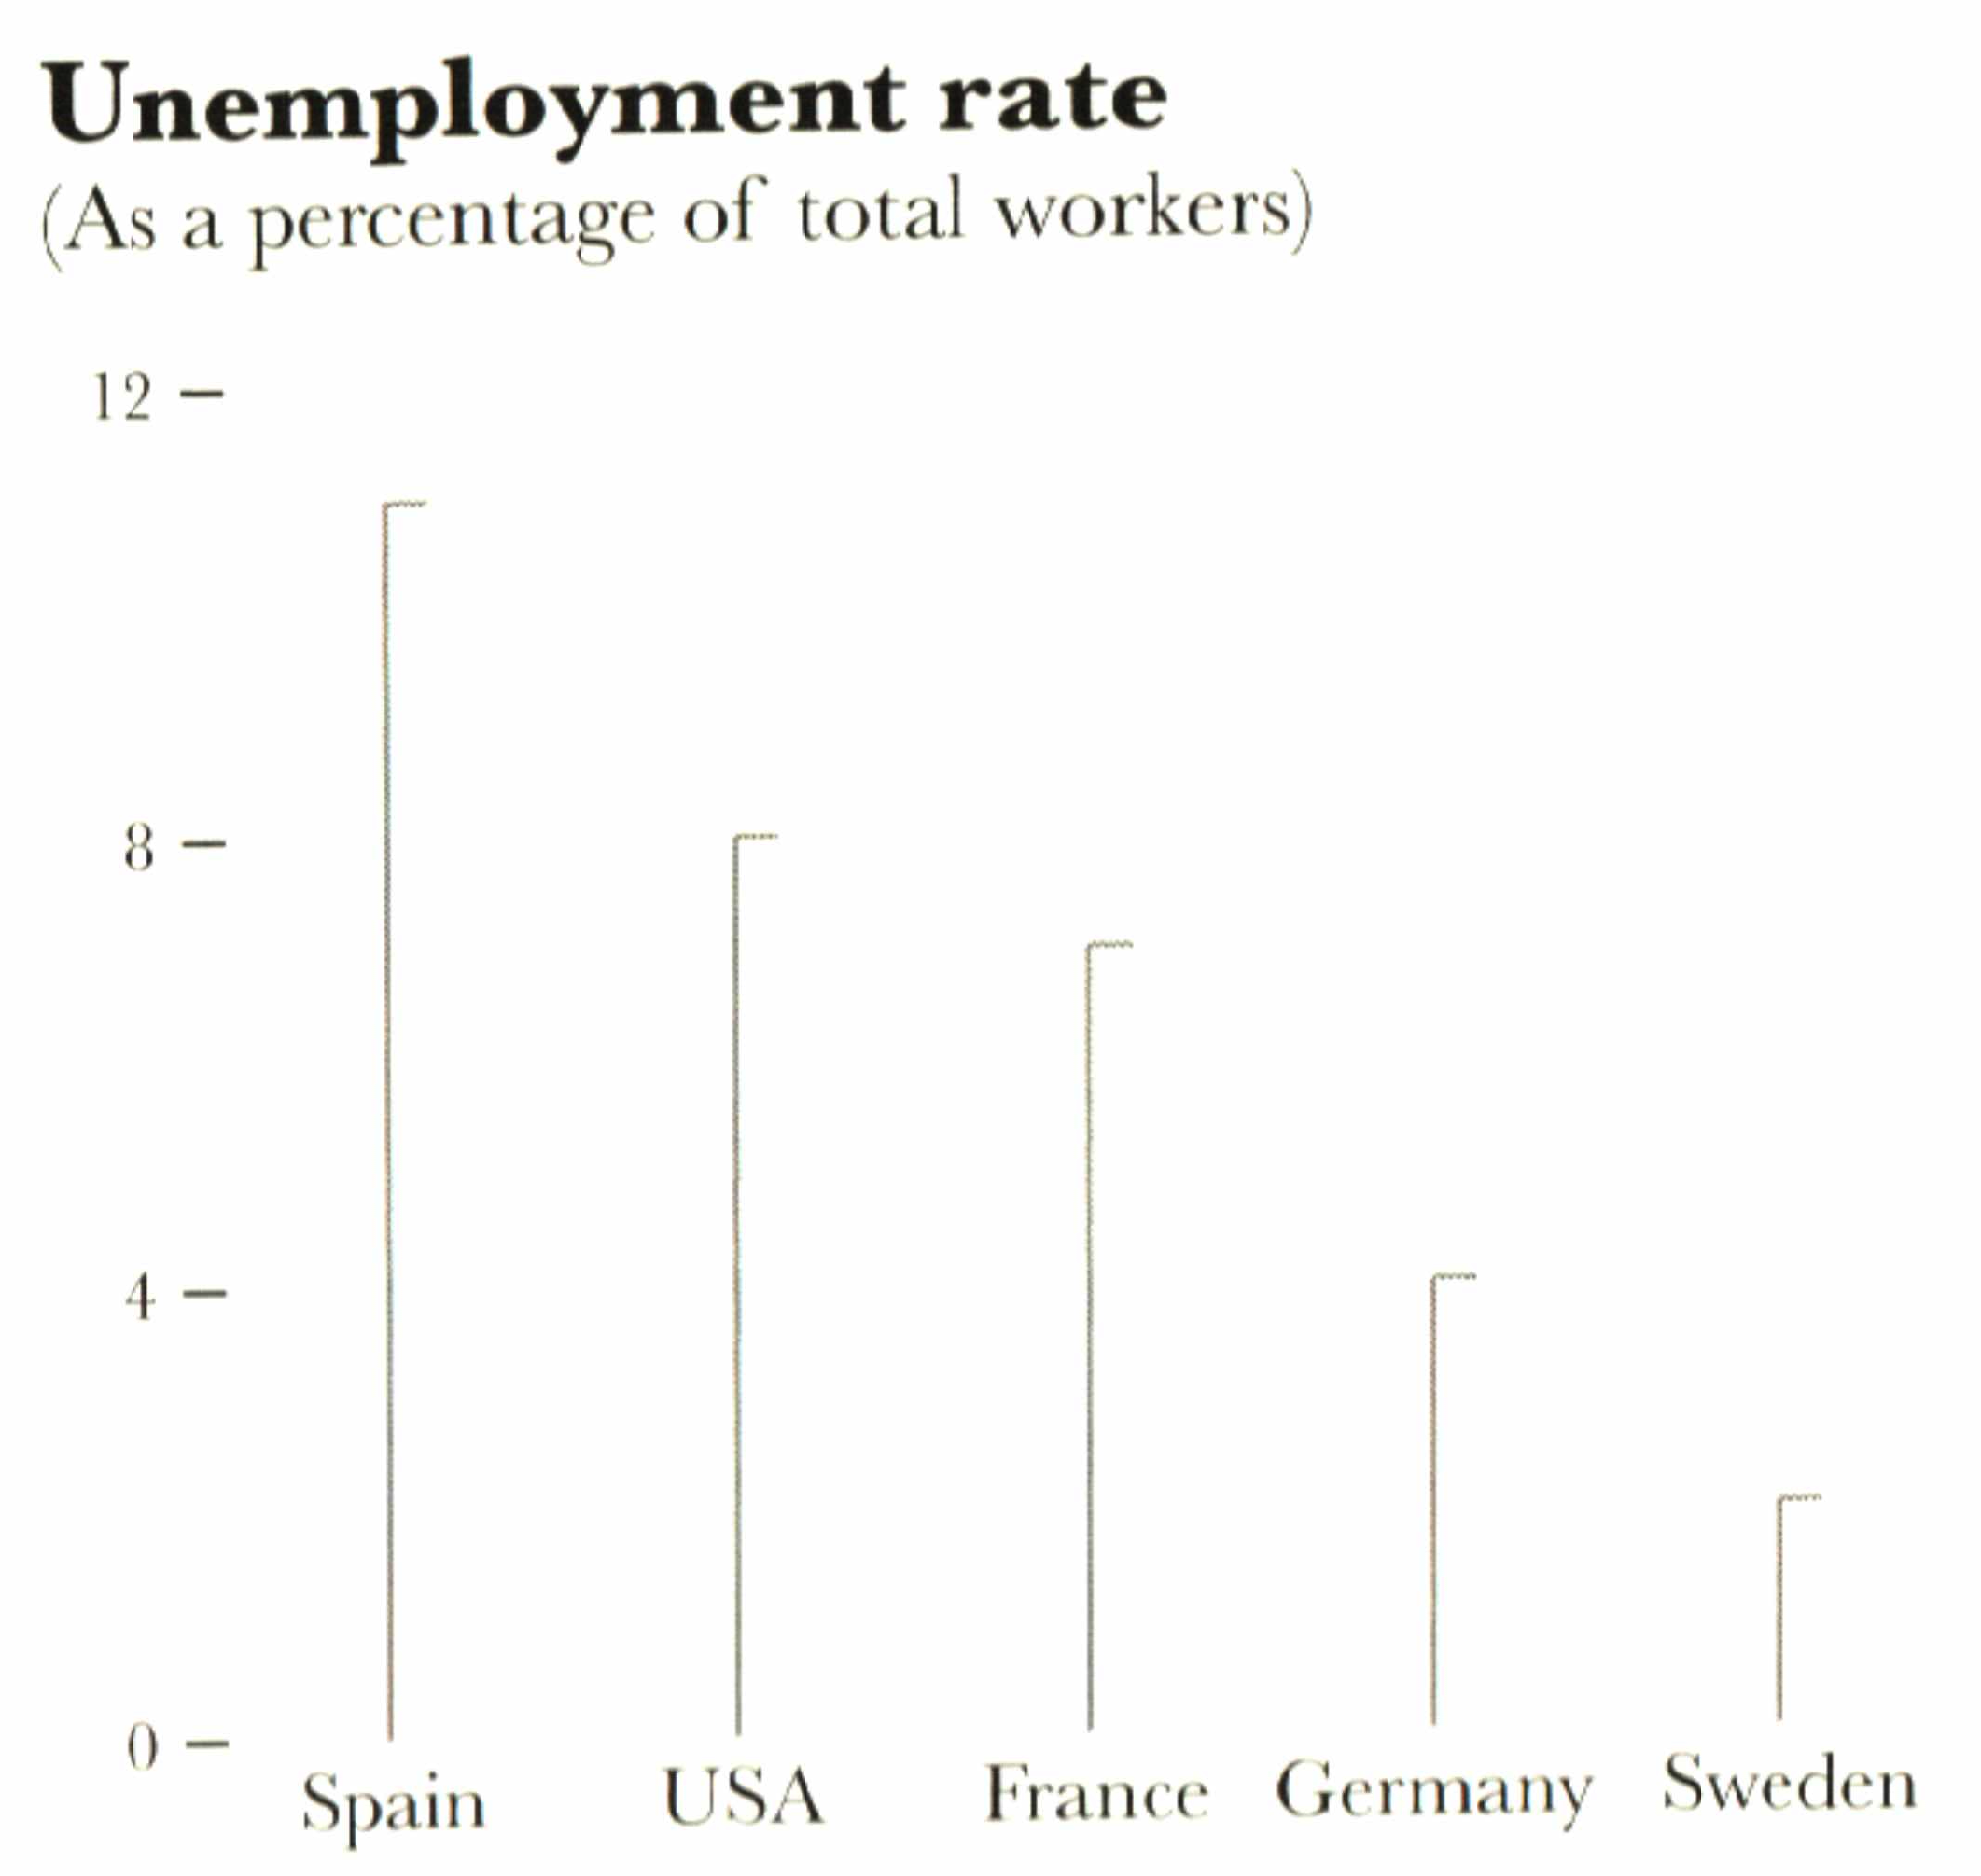 Unemployment rate
(As a percentage of total workers)
12
8
4
0
Spain USA France Germany Sweden